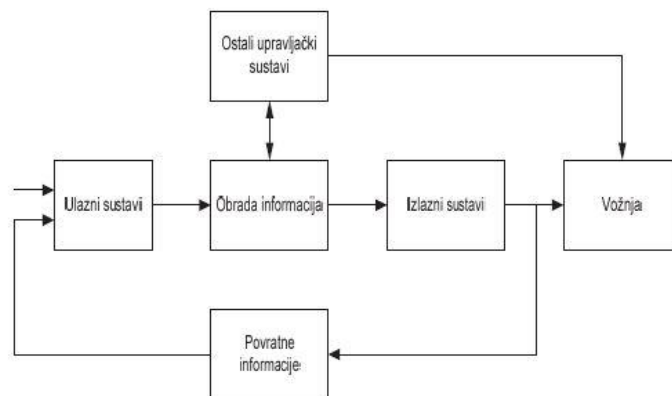 Ostali upravljački
sustavi
Ulazni sustavi
Obrada informacija
Izlazni sustavi
Vožnja
Povratne
informacije